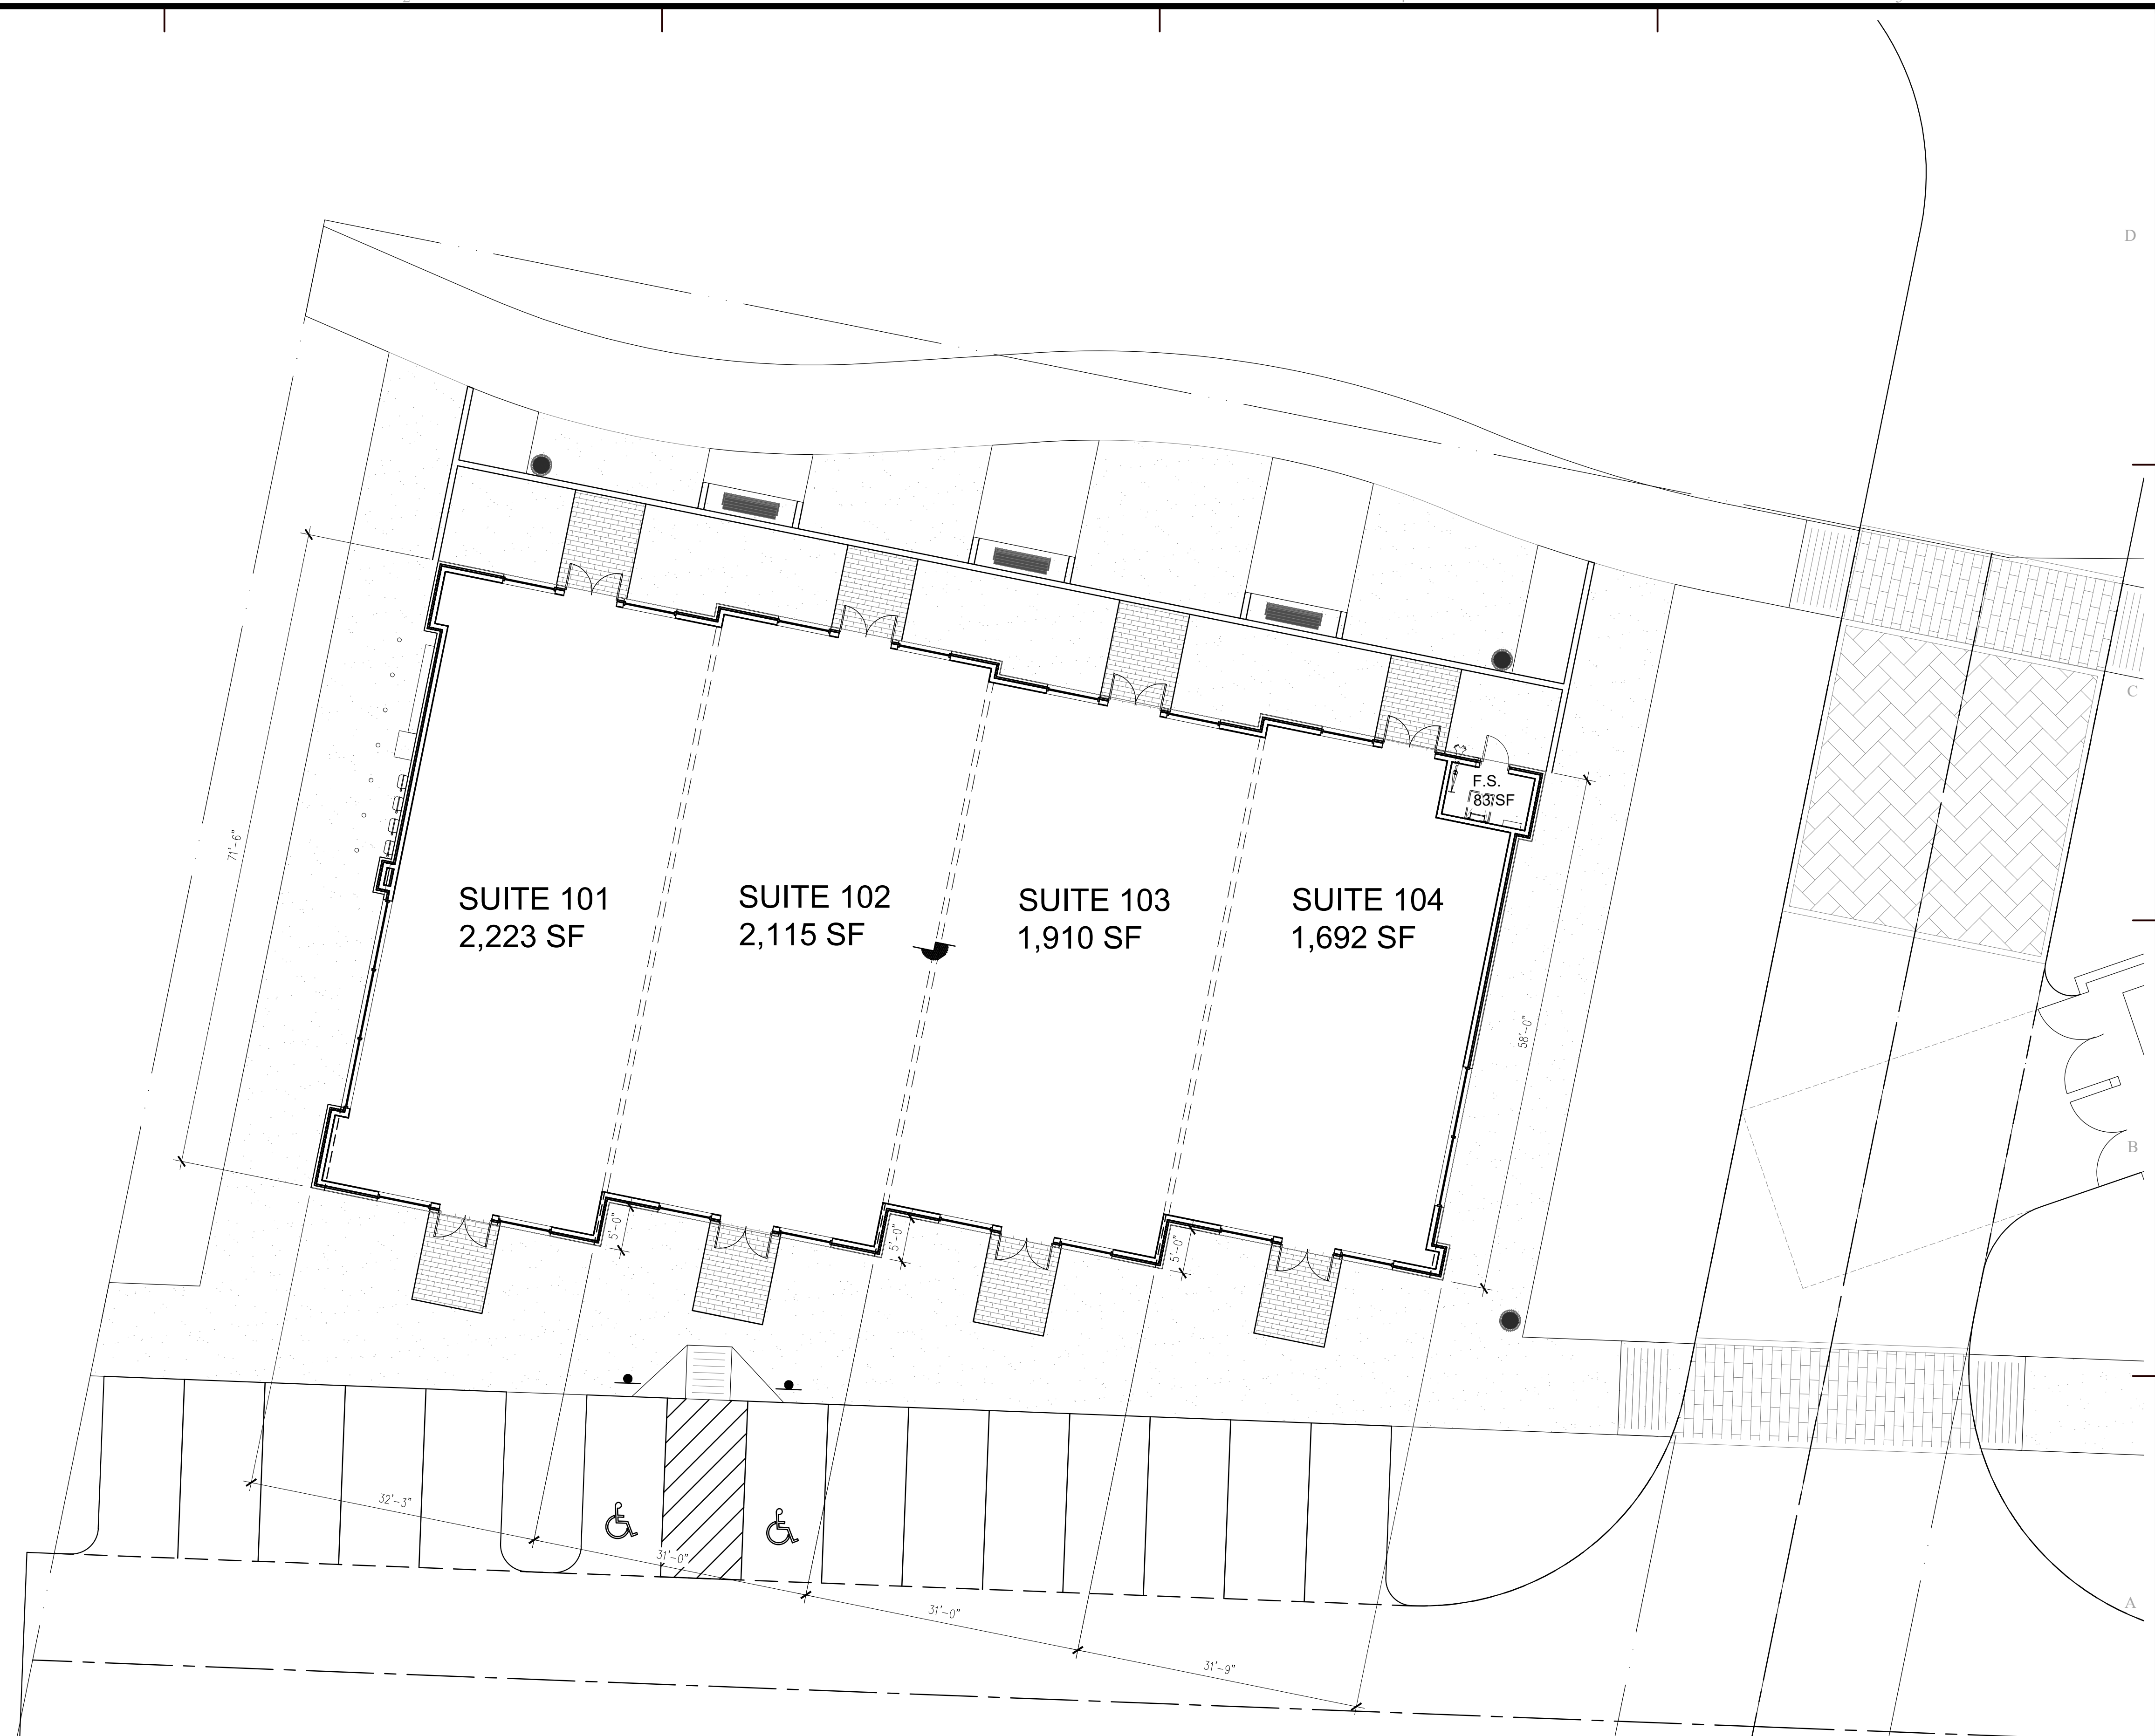 D
C
F.S.
83 SF
71'-6"
SUITE 101
2,223 SF
SUITE 102
2,115 SF
SUITE 103
1,910 SF
SUITE 104
1,692 SF
58'-0"
B
5'-0"
5'-0"
5'-0"
32'-3"
31'-0"
31'-0"
31'-9"
A